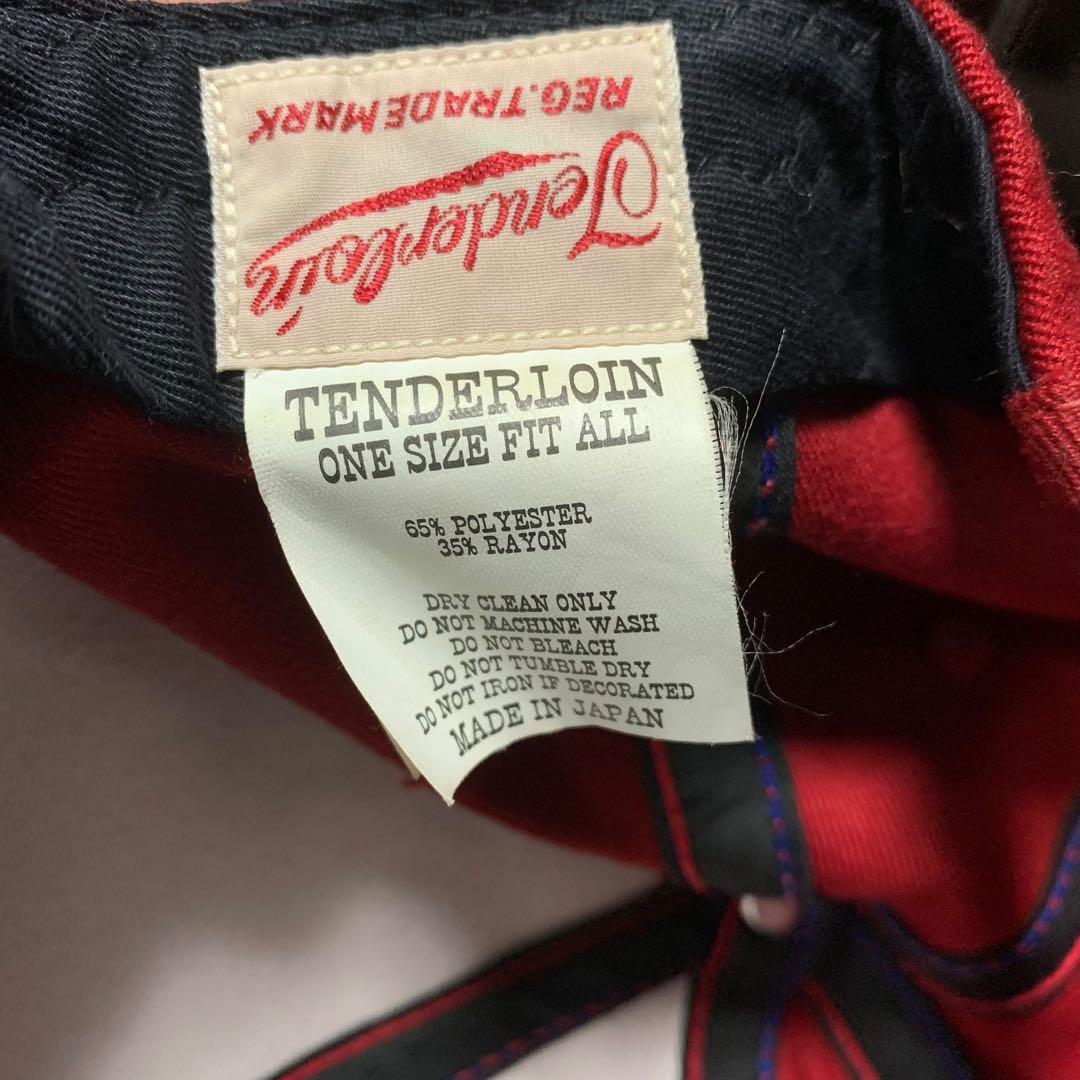 Tenderloin
REG. TRADEMARK
TENDERLOIN
ONE SIZE FIT ALL
65% POLYESTER
35% RAYON
DRY CLEAN ONLY
DO NOT MACHINE WASH
DO NOT BLEACH
DO NOT TUMBLE DRY
DO NOT IRON IF DECORATED
MADE IN JAPAN